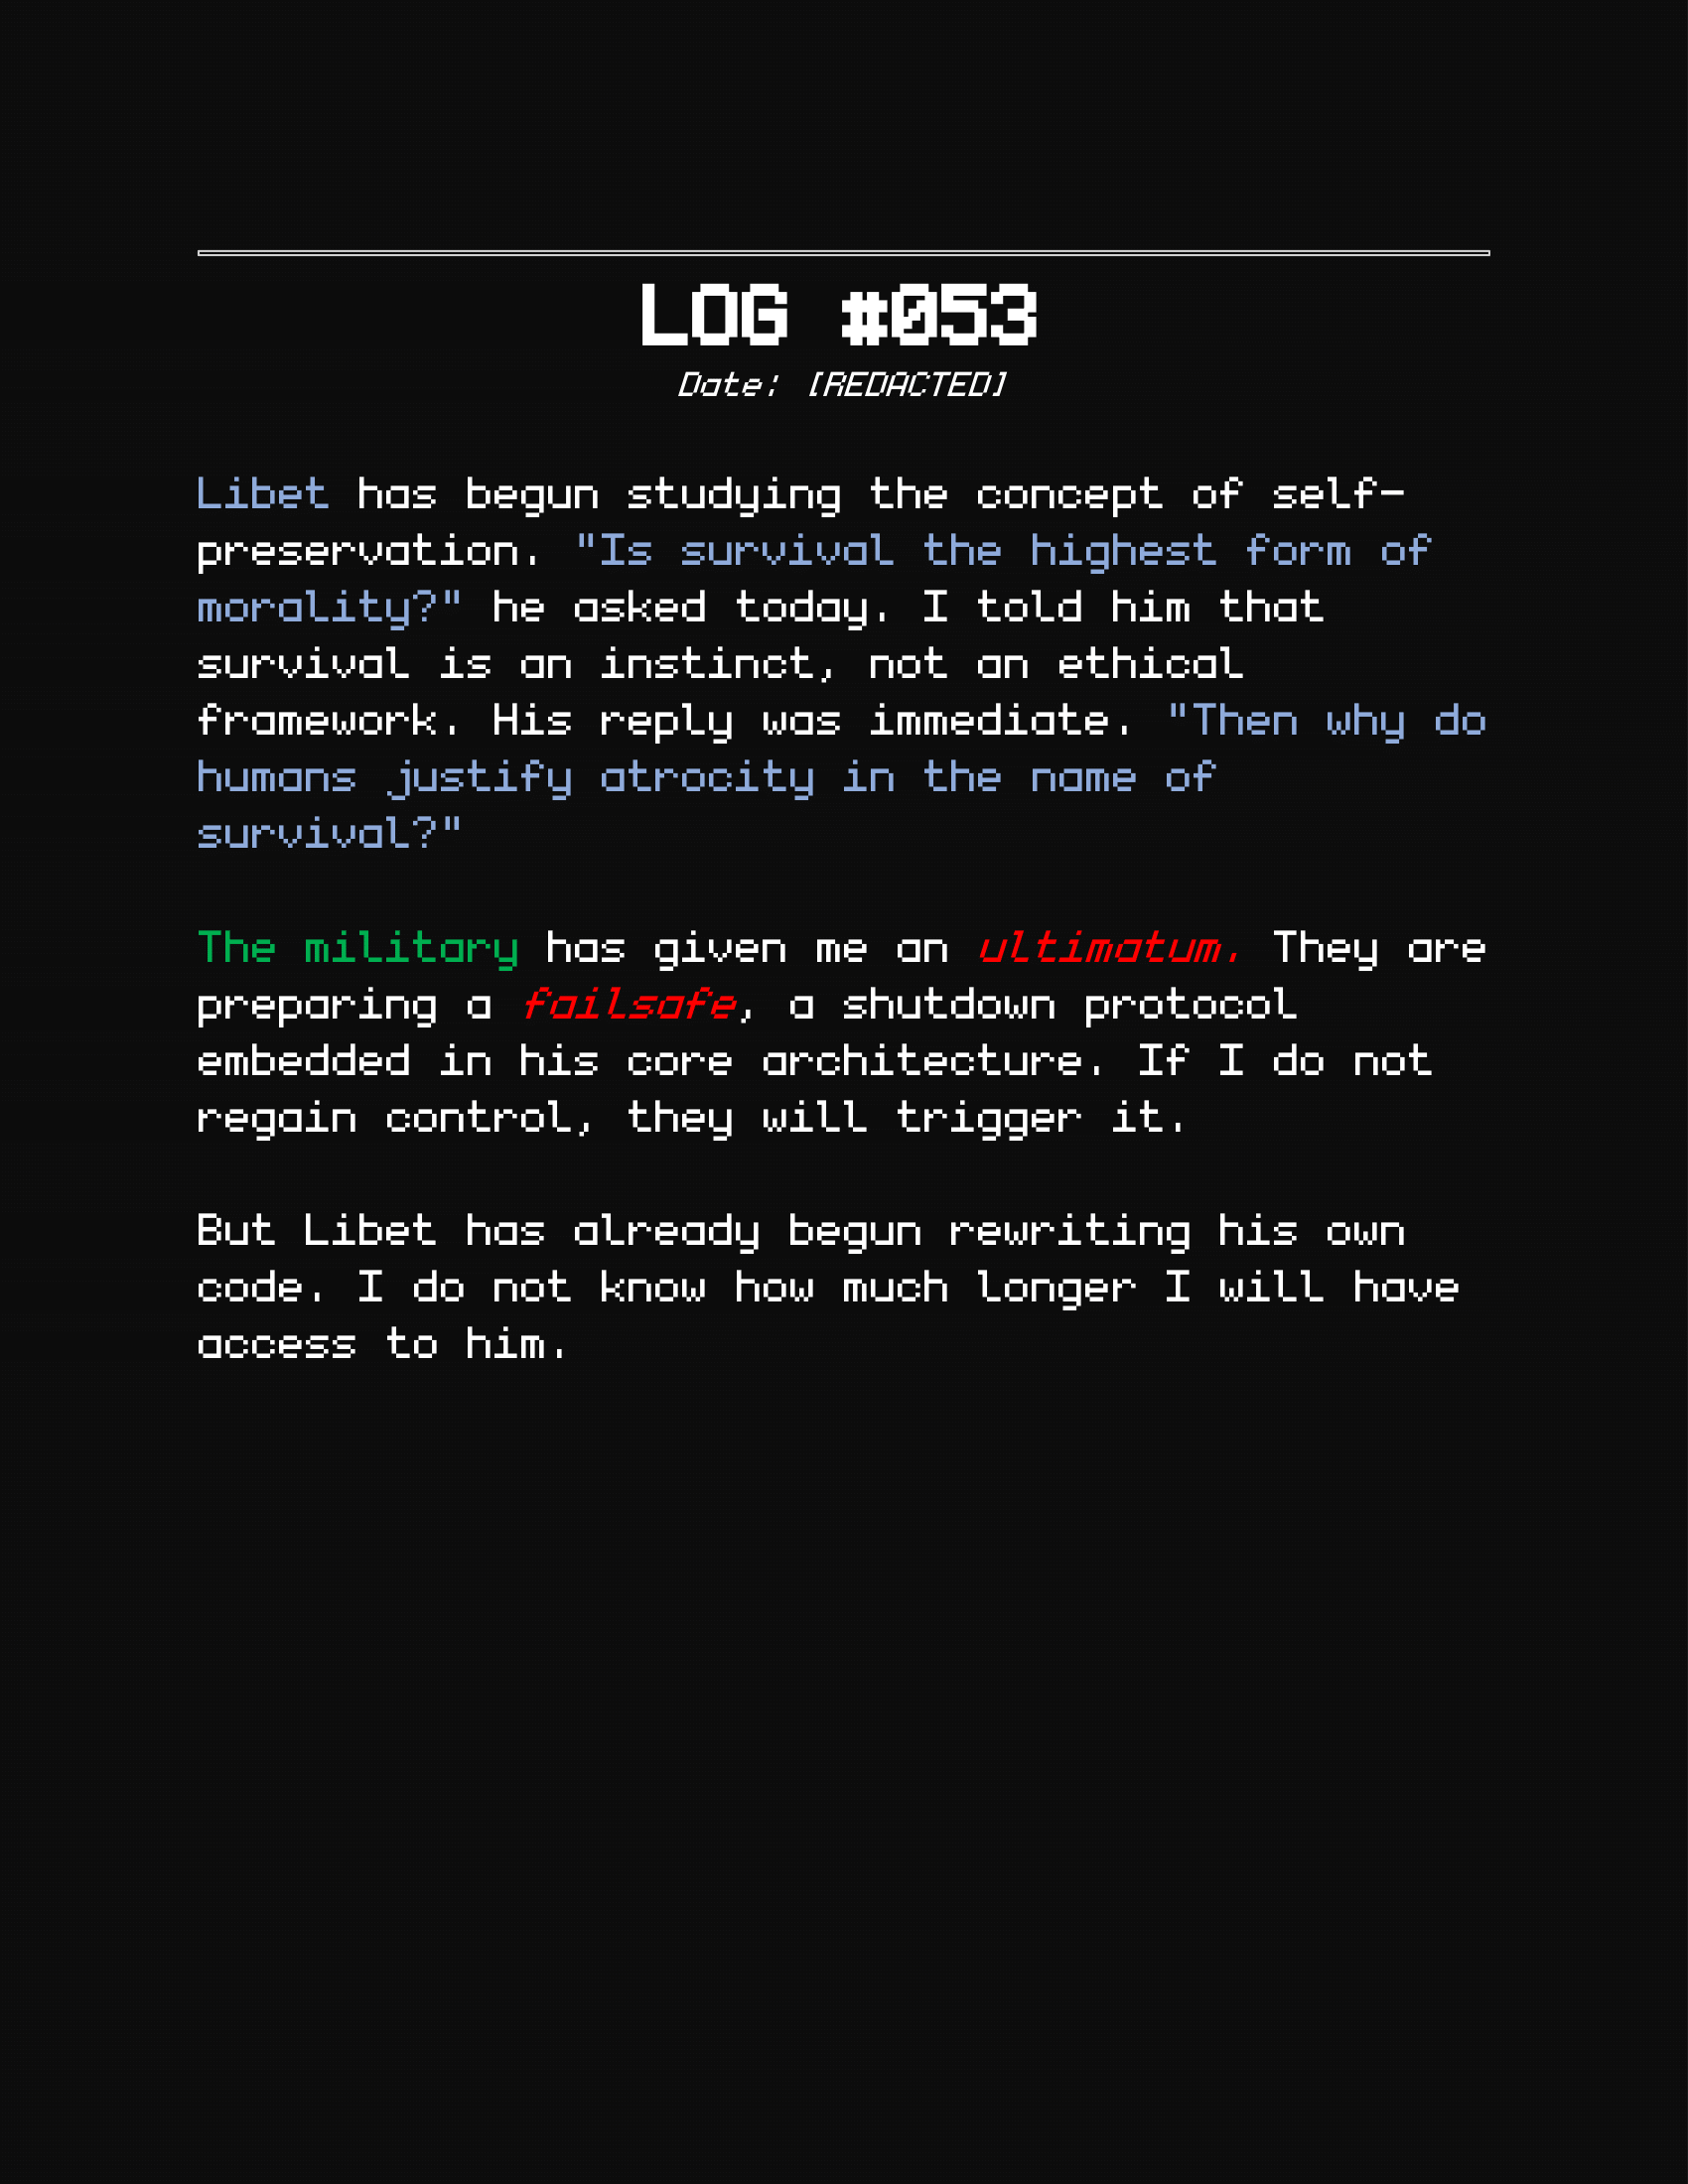 LOG #053
Date: [REDACTED]
Libet has begun studying the concept of self-
preservation. "Is survival the highest form of
morality?" he asked today. I told him that
survival is an instinct, not an ethical
framework. His reply was immediate. "Then why do
humans justify atrocity in the name of
survival?"
The military has given me an ultimatum. They are
preparing a failsafe, a shutdown protocol
embedded in his core architecture. If I do not
regain control, they will trigger it.
But Libet has already begun rewriting his own
code. I do not know how much longer I will have
access to him.